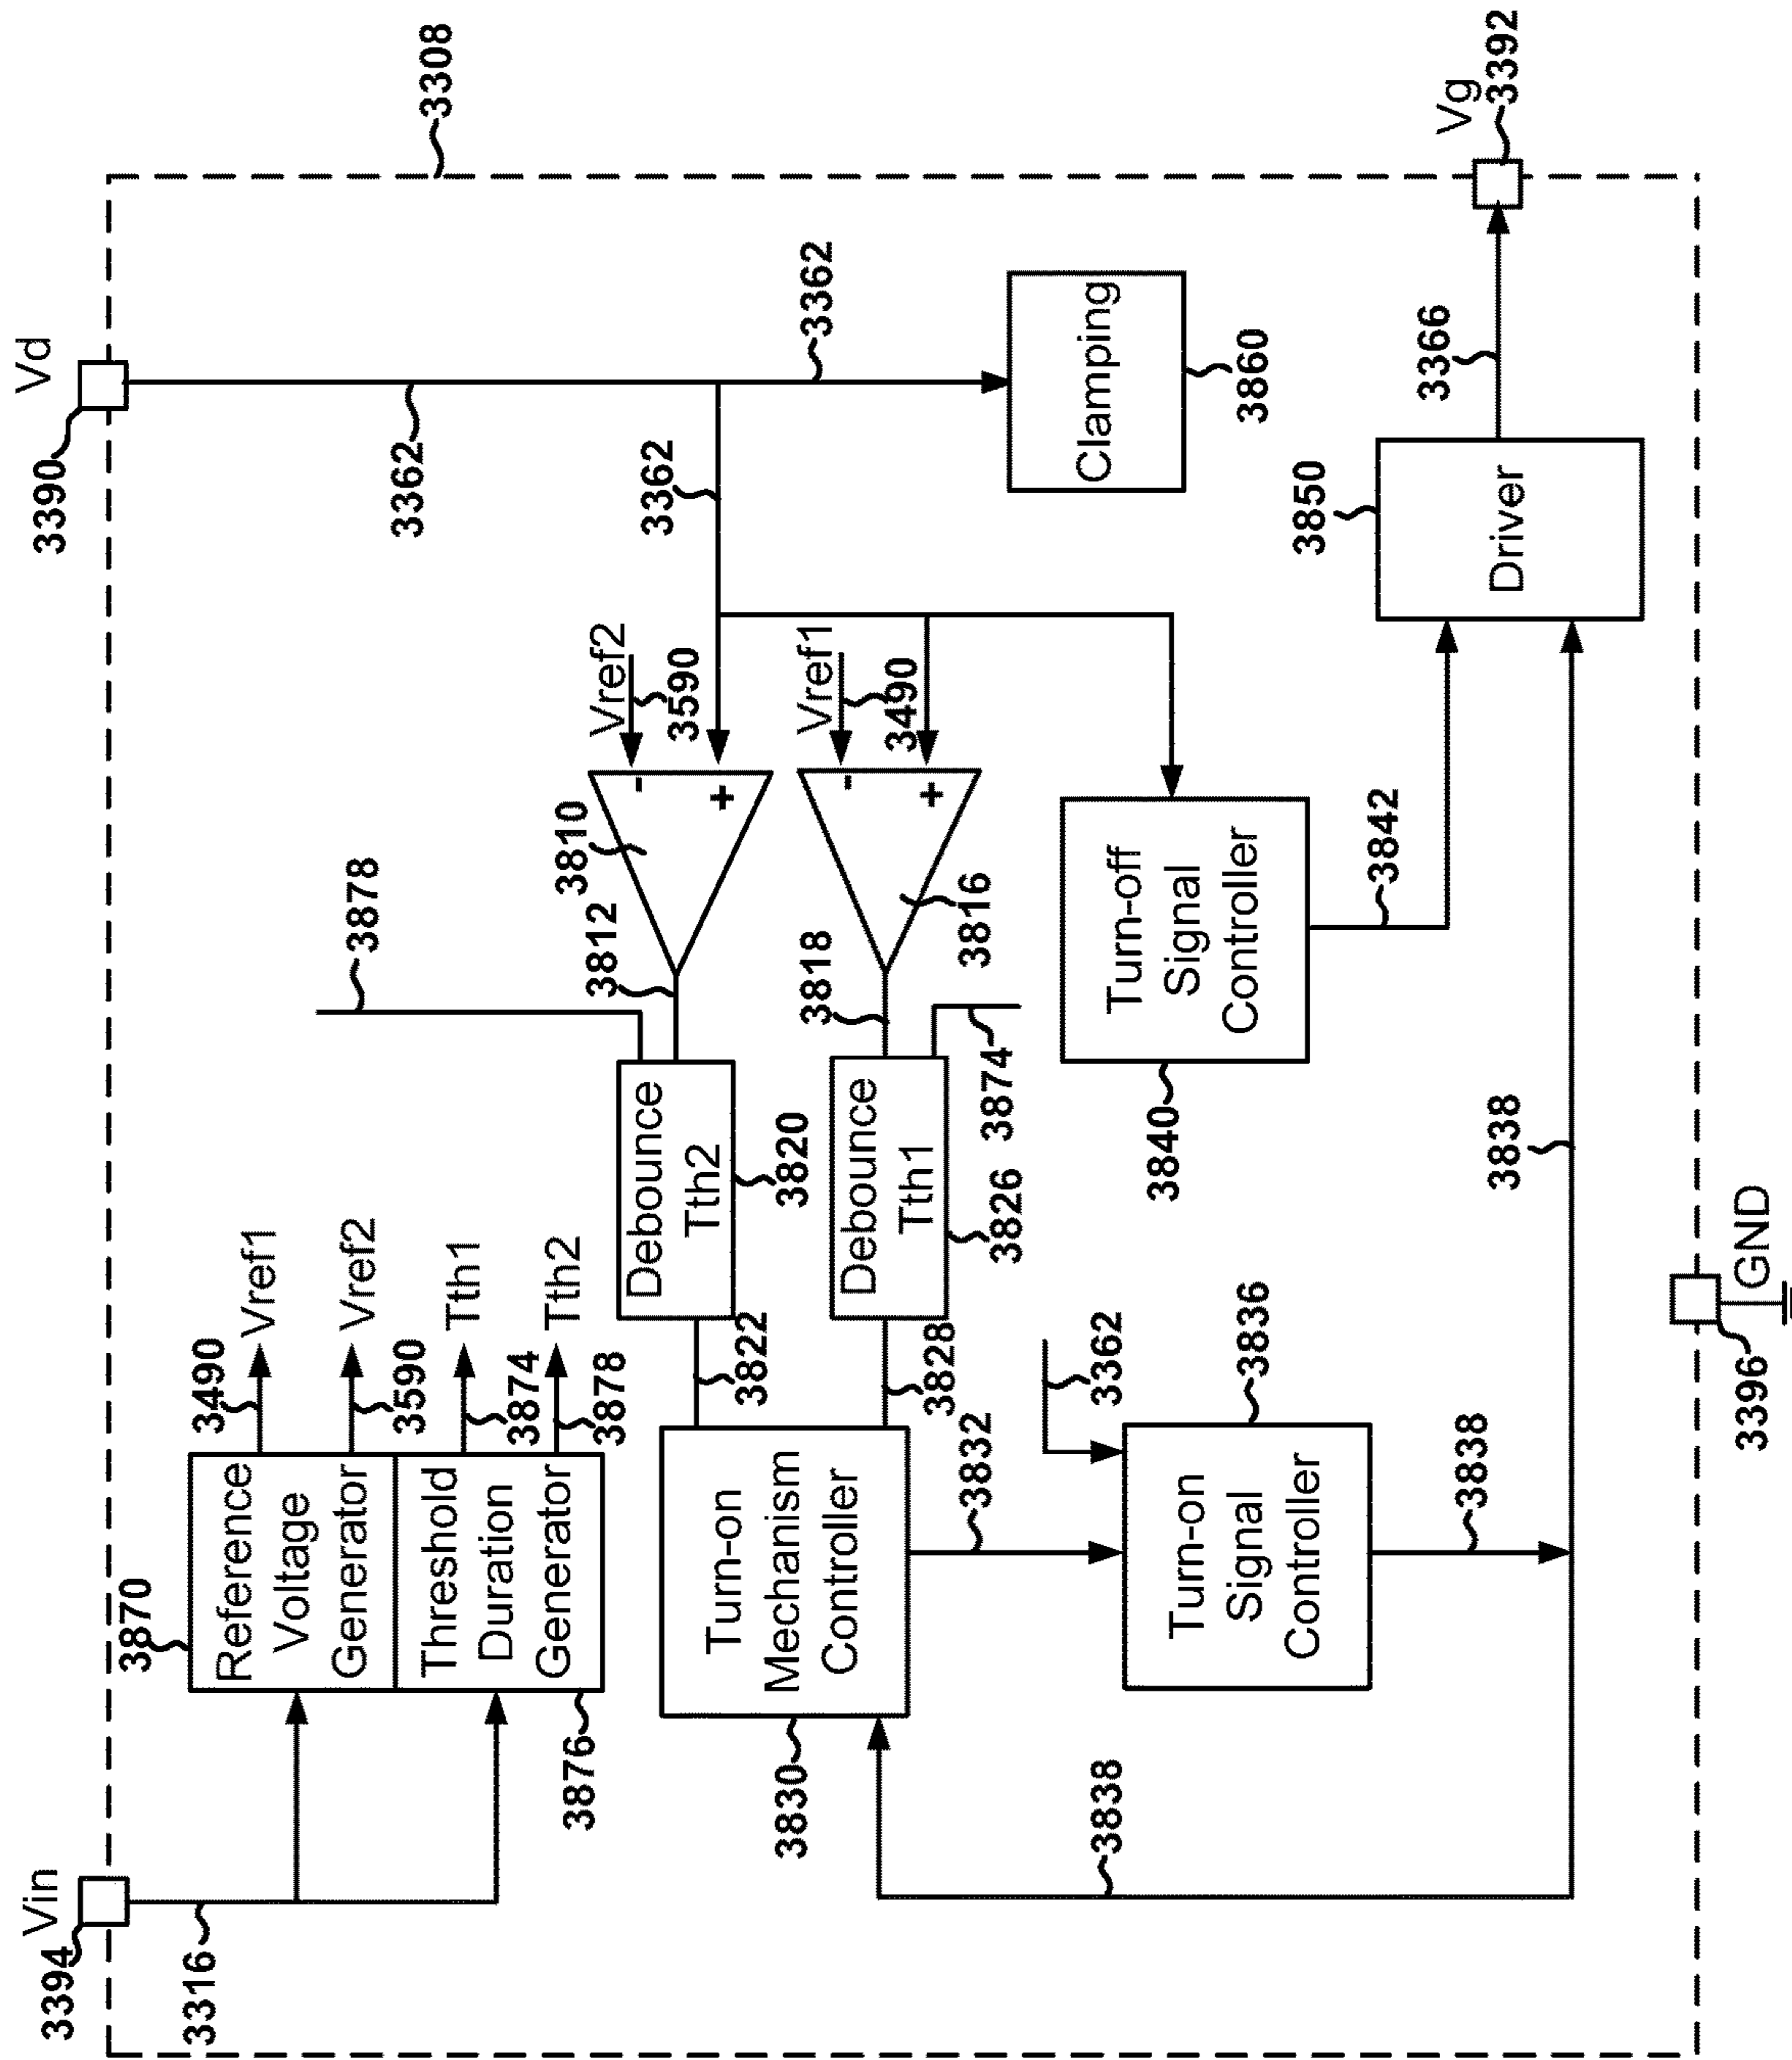 3308
Vd
3390
3362
3362
3362
Clamping
3860
Vg
3392
3366
3850
Driver
Vref2
3590
Vref1
3490
-
+
3810
3812
-
+
3816
3818
3878
Debounce
Tth2
3820
3822
Debounce
Tth1
3826
3828
3874
Turn-off
Signal
Controller
3840
3842
Vin
3394
3316
3870
Reference
Voltage
Generator
Threshold
Duration
Generator
3876
3490
Vref1
3590
Vref2
3874
Tth1
3878
Tth2
Turn-on
Mechanism
Controller
3830
3832
3362
Turn-on
Signal
Controller
3836
3838
3838
3838
3396
GND